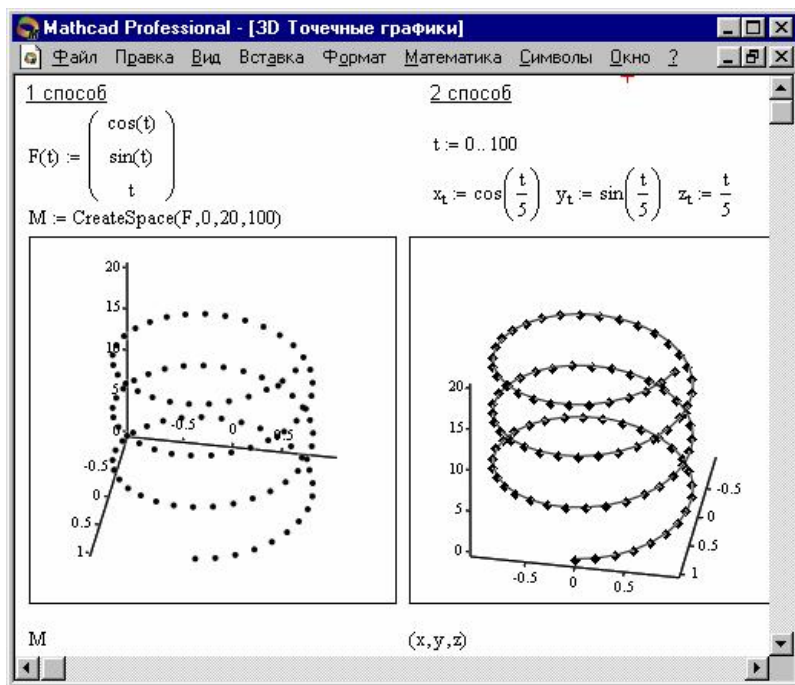 Mathcad Professional - [3D Точечные графики]
Файл Правка Вид Вставка Формат Математика Символы Окно ?
1 способ
F(t) := ( cos(t) sin(t) t )
M := CreateSpace(F,0,20,100)
2 способ
t := 0.. 100
x_t := cos(t/5) y_t := sin(t/5) z_t := t/5
20
15
10
5
0
-0.5 0 0.5
-0.5
0
0.5
1
M
20
15
10
5
0
-0.5 0 0.5
-0.5
0
0.5
1
(x,y,z)